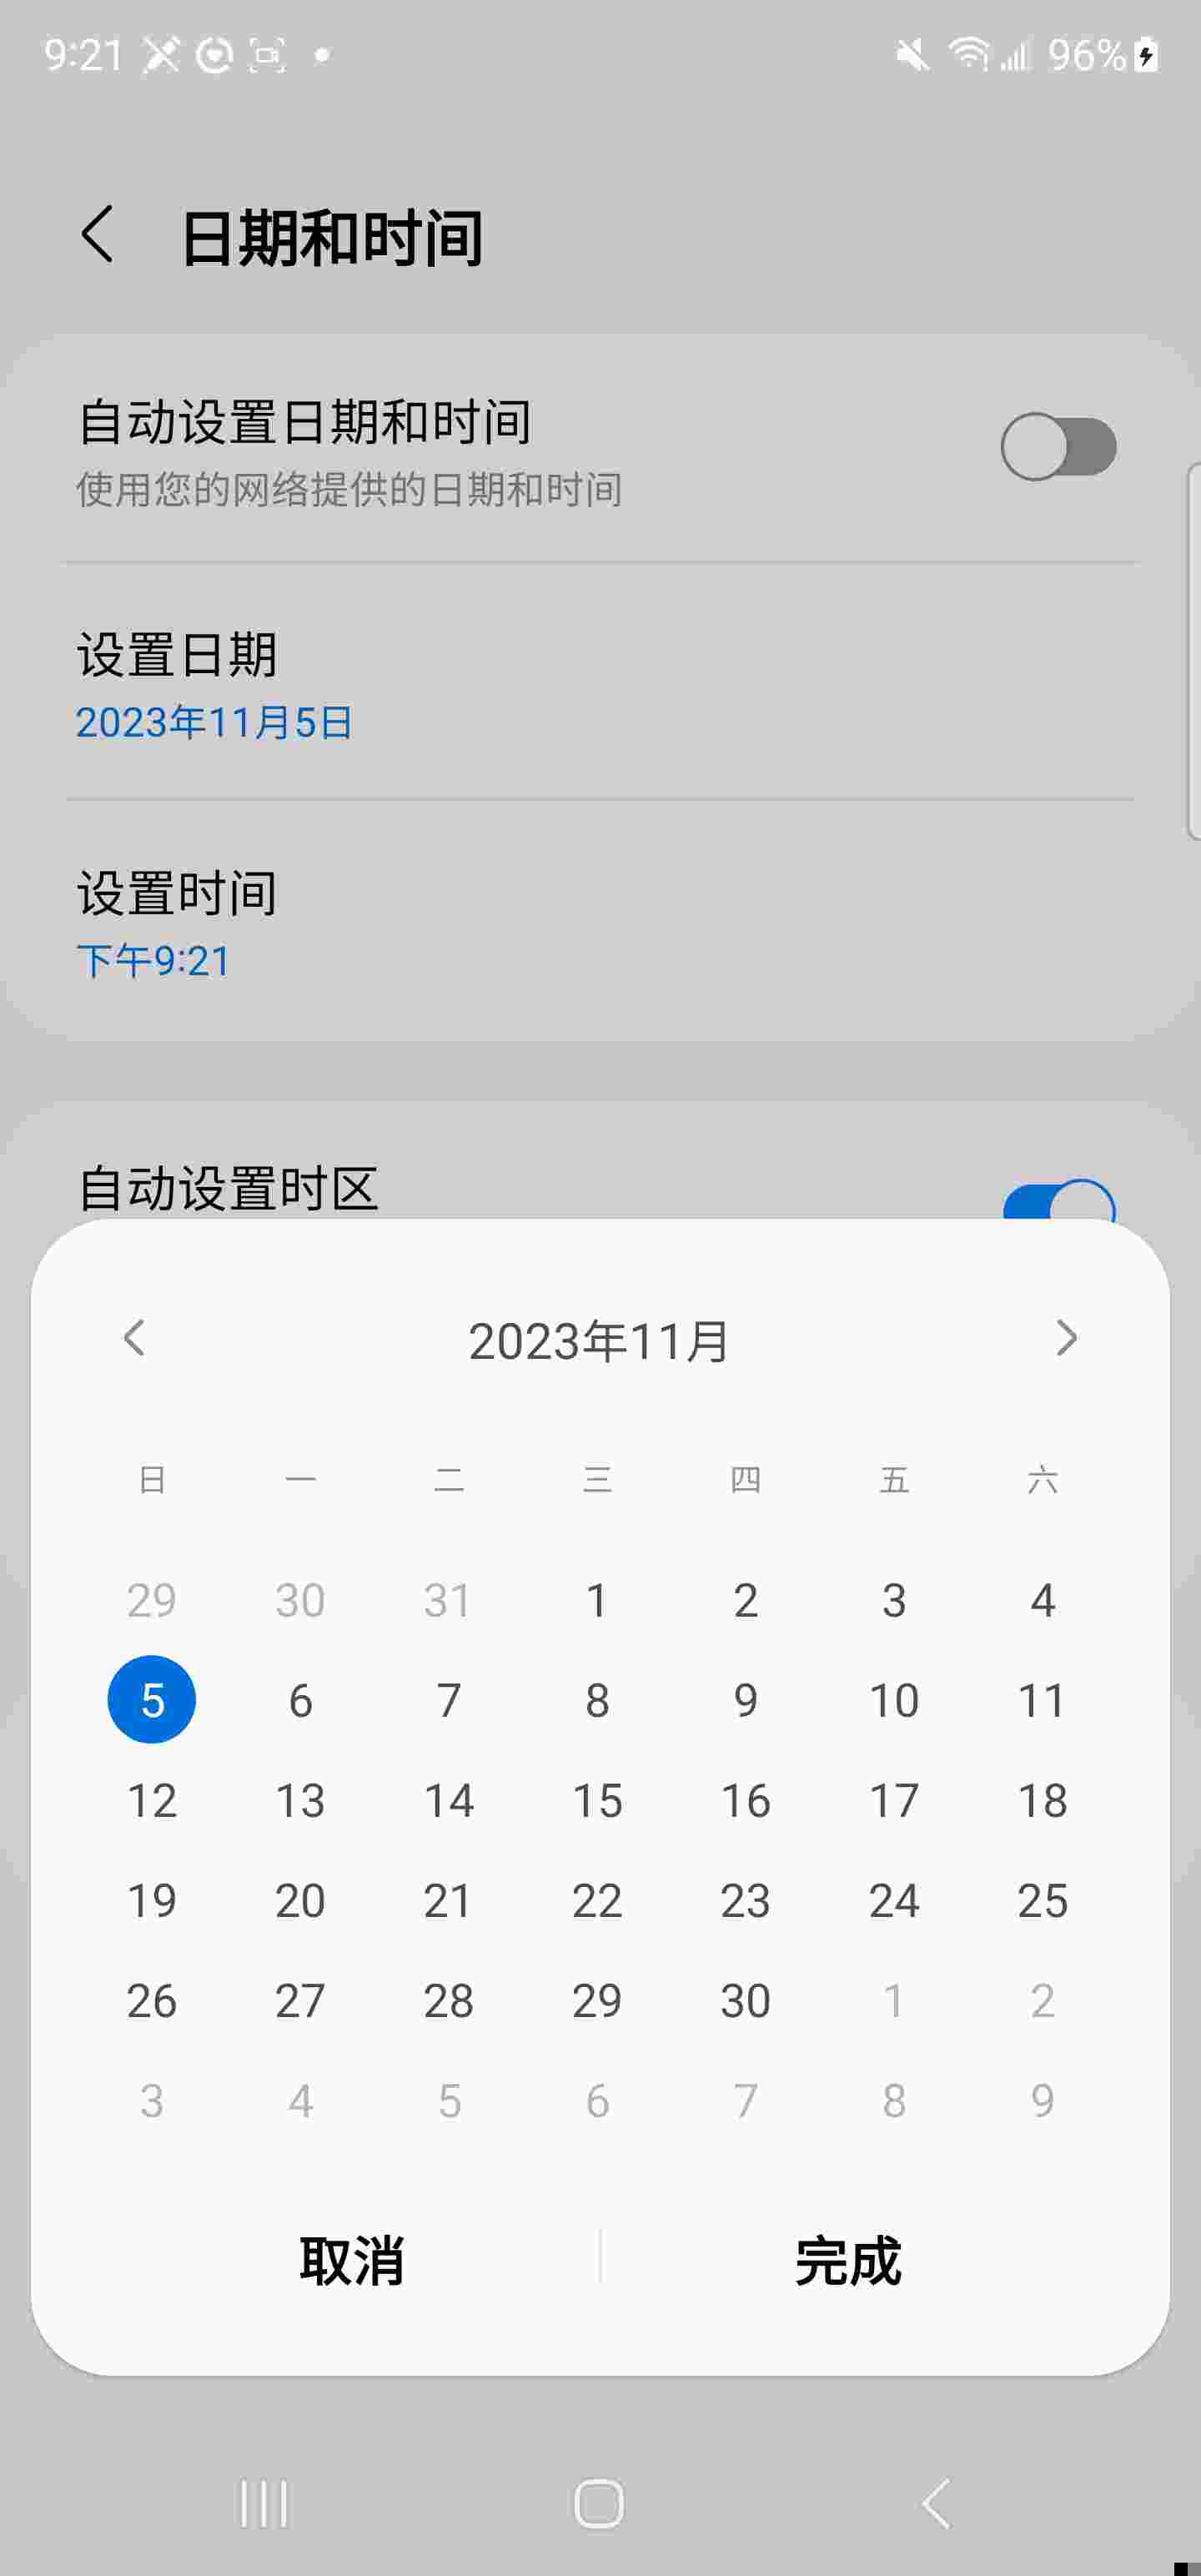 9:21 96%
日期和时间
自动设置日期和时间
使用您的网络提供的日期和时间
设置日期
2023年11月5日
设置时间
下午9:21
自动设置时区
2023年11月
日 一 二 三 四 五 六
29 30 31 1 2 3 4
5 6 7 8 9 10 11
12 13 14 15 16 17 18
19 20 21 22 23 24 25
26 27 28 29 30 1 2
3 4 5 6 7 8 9
取消 完成